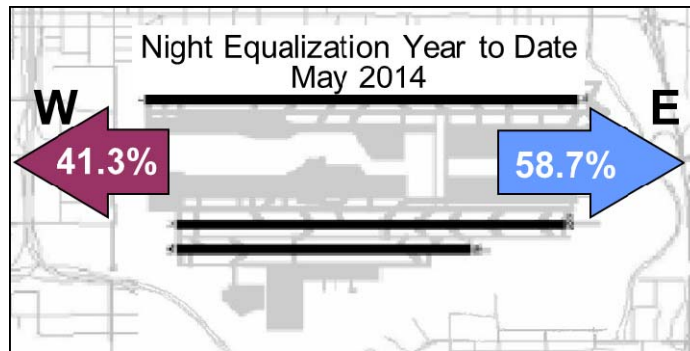 Night Equalization Year to Date
May 2014
W
E
41.3%
58.7%